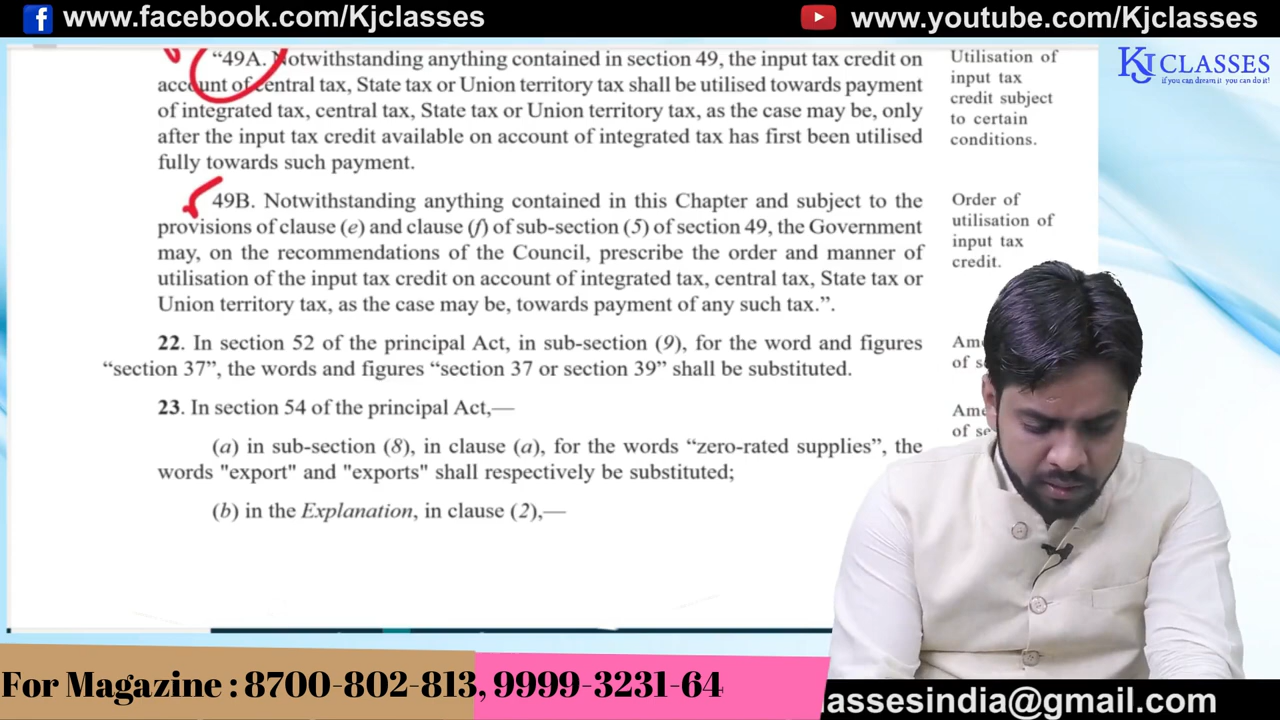 www.facebook.com/Kjclasses
www.youtube.com/Kjclasses
KJ CLASSES
if you can dream it you can do it!
“49A. Notwithstanding anything contained in section 49, the input tax credit on
account of central tax, State tax or Union territory tax shall be utilised towards payment
of integrated tax, central tax, State tax or Union territory tax, as the case may be, only
after the input tax credit available on account of integrated tax has first been utilised
fully towards such payment.
Utilisation of
input tax
credit subject
to certain
conditions.
49B. Notwithstanding anything contained in this Chapter and subject to the
provisions of clause (e) and clause (f) of sub-section (5) of section 49, the Government
may, on the recommendations of the Council, prescribe the order and manner of
utilisation of the input tax credit on account of integrated tax, central tax, State tax or
Union territory tax, as the case may be, towards payment of any such tax.”.
Order of
utilisation of
input tax
credit.
22. In section 52 of the principal Act, in sub-section (9), for the word and figures
“section 37”, the words and figures “section 37 or section 39” shall be substituted.
23. In section 54 of the principal Act,—
(a) in sub-section (8), in clause (a), for the words “zero-rated supplies”, the
words "export" and "exports" shall respectively be substituted;
(b) in the Explanation, in clause (2),—
For Magazine : 8700-802-813, 9999-3231-64
lassesindia@gmail.com